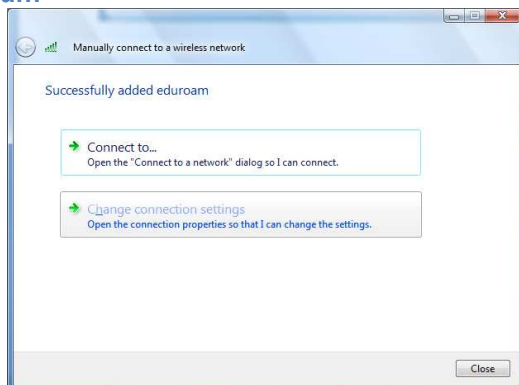 Manually connect to a wireless network
Successfully added eduroam
Connect to...
Open the "Connect to a network" dialog so I can connect.
Change connection settings
Open the connection properties so that I can change the settings.
Close